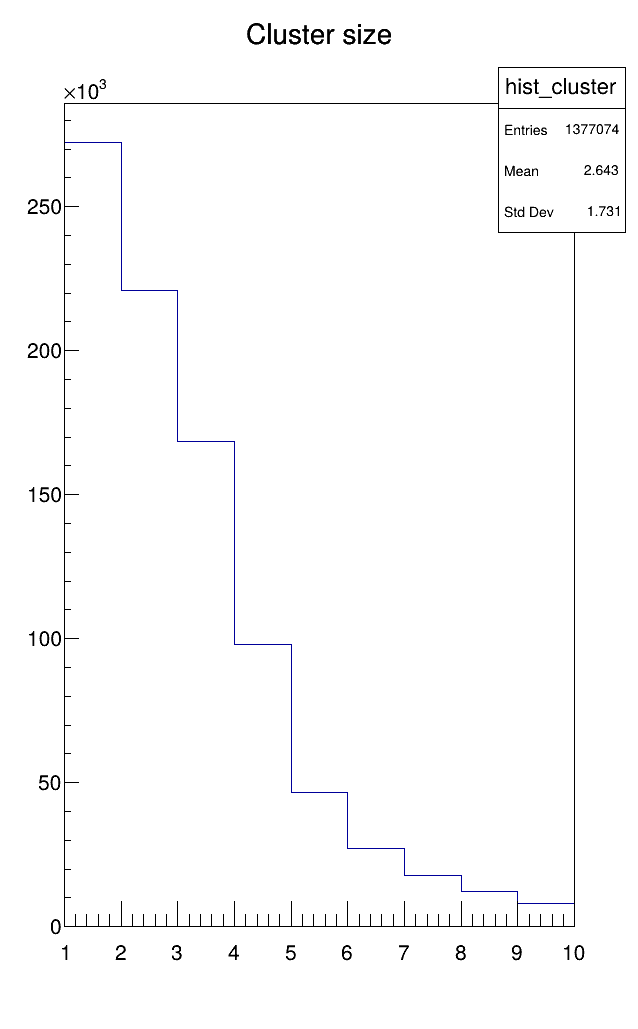 Cluster size
×10³
hist_cluster
Entries 1377074
Mean 2.643
Std Dev 1.731
250
200
150
100
50
0
1 2 3 4 5 6 7 8 9 10